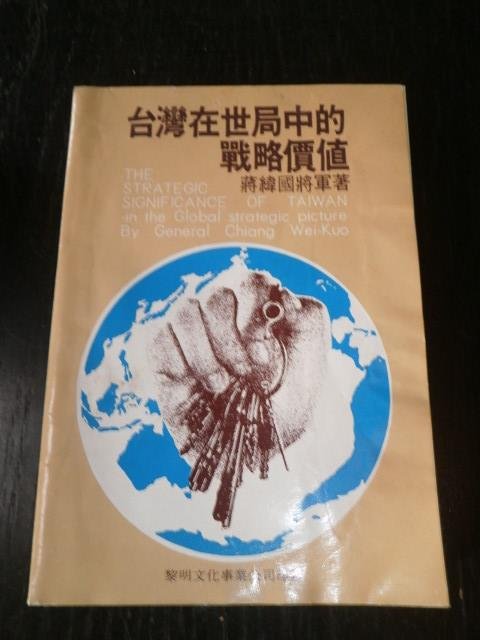 台灣在世局中的
戰略價值
蔣緯國將軍著
THE
STRATEGIC
SIGNIFICANCE OF TAIWAN
-in the Global strategic picture
By General Chiang Wei-Kuo
黎明文化事業公司